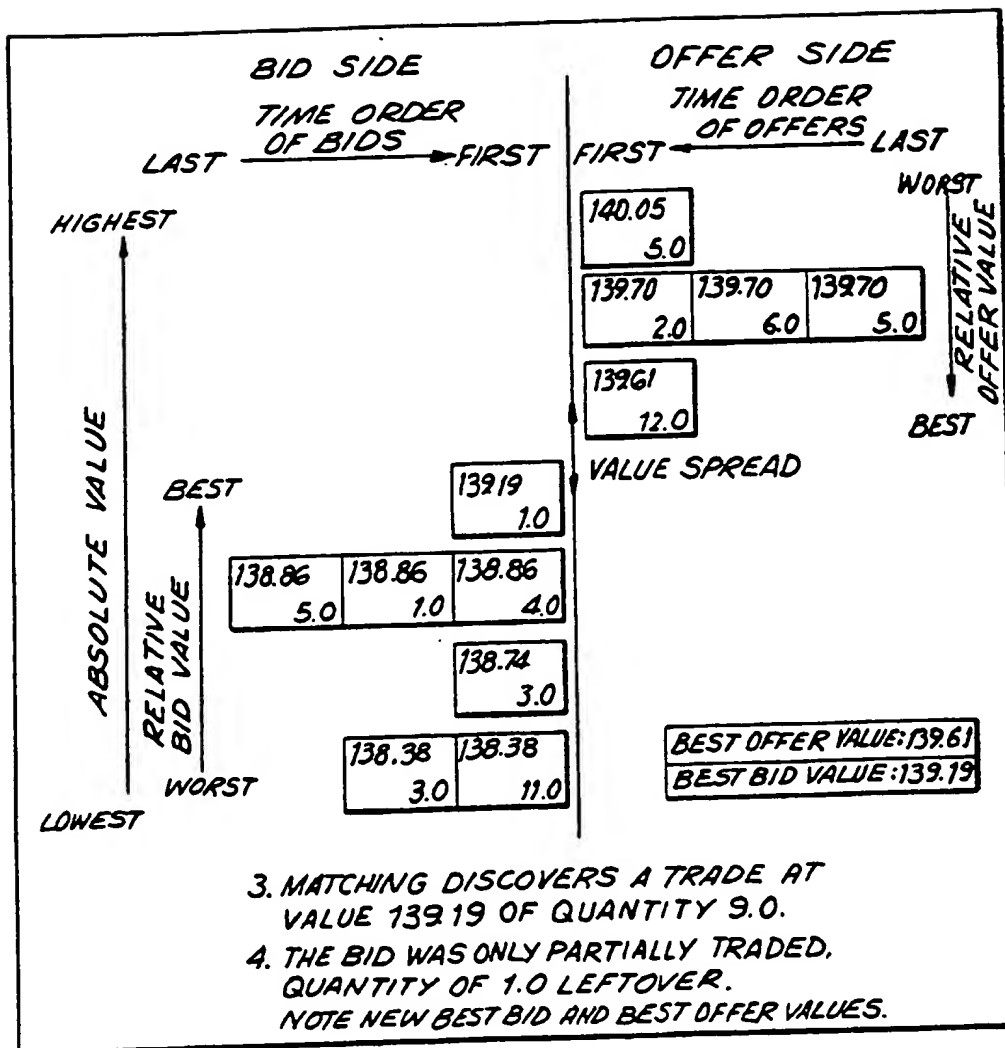 BID SIDE
OFFER SIDE
TIME ORDER
OF BIDS
TIME ORDER
OF OFFERS
LAST
FIRST
FIRST
LAST
HIGHEST
WORST
140.05
5.0
139.70 139.70 139.70
2.0 6.0 5.0
RELATIVE
OFFER VALUE
139.61
12.0
BEST
VALUE SPREAD
ABSOLUTE VALUE
BEST
139.19
1.0
138.86 138.86 138.86
5.0 1.0 4.0
RELATIVE
BID VALUE
138.74
3.0
138.38 138.38
3.0 11.0
WORST
LOWEST
BEST OFFER VALUE:139.61
BEST BID VALUE:139.19
3. MATCHING DISCOVERS A TRADE AT
VALUE 139.19 OF QUANTITY 9.0.
4. THE BID WAS ONLY PARTIALLY TRADED,
QUANTITY OF 1.0 LEFTOVER.
NOTE NEW BEST BID AND BEST OFFER VALUES.